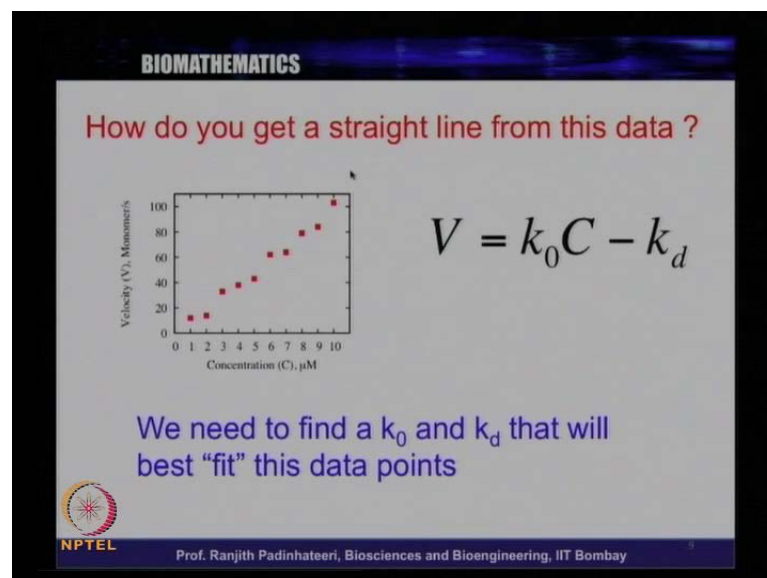 BIOMATHEMATICS
How do you get a straight line from this data ?
Velocity (V), Monomer/s
100
80
60
40
20
0
0 1 2 3 4 5 6 7 8 9 10
Concentration (C), μM
V = k₀C − k_d
We need to find a k₀ and k_d that will
best “fit” this data points
NPTEL
Prof. Ranjith Padinhateeri, Biosciences and Bioengineering, IIT Bombay